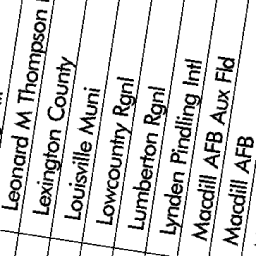 Leonard M Thompson
Lexington County
Louisville Muni
Lowcountry Rgnl
Lumberton Rgnl
Lynden Pindling Intl
Macdill AFB Aux Fld
Macdill AFB